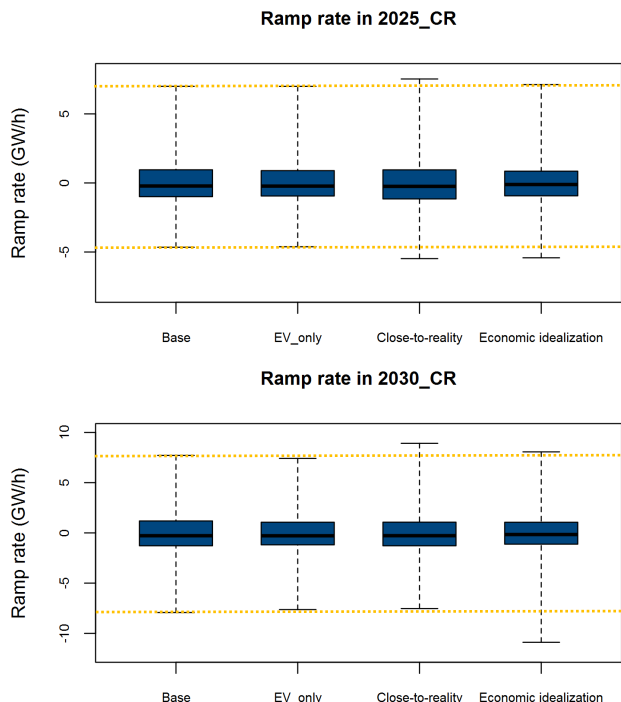 Ramp rate in 2025_CR
Ramp rate (GW/h)
5
0
-5
Base EV_only Close-to-reality Economic idealization
Ramp rate in 2030_CR
Ramp rate (GW/h)
10
5
0
-5
-10
Base EV_only Close-to-reality Economic idealization